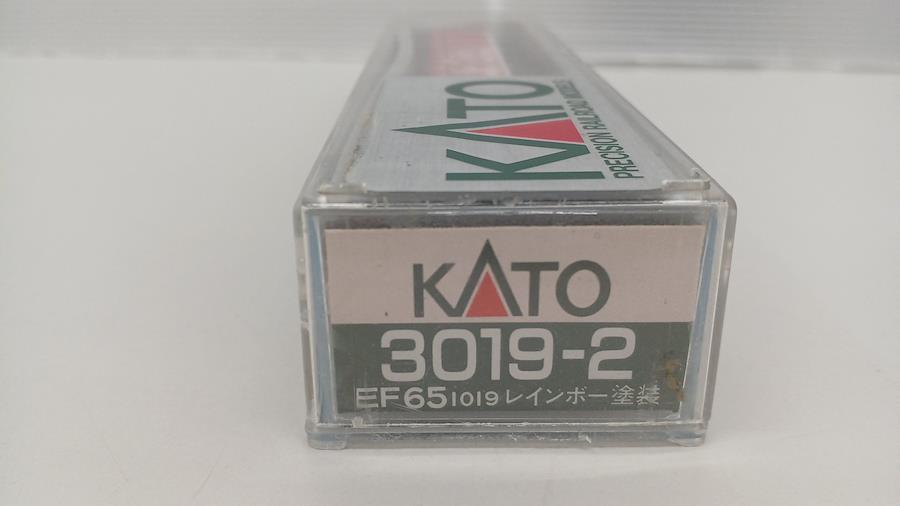 KATO
PRECISION RAILROAD MODELS
KATO
3019-2
EF65 1019 レインボー塗装